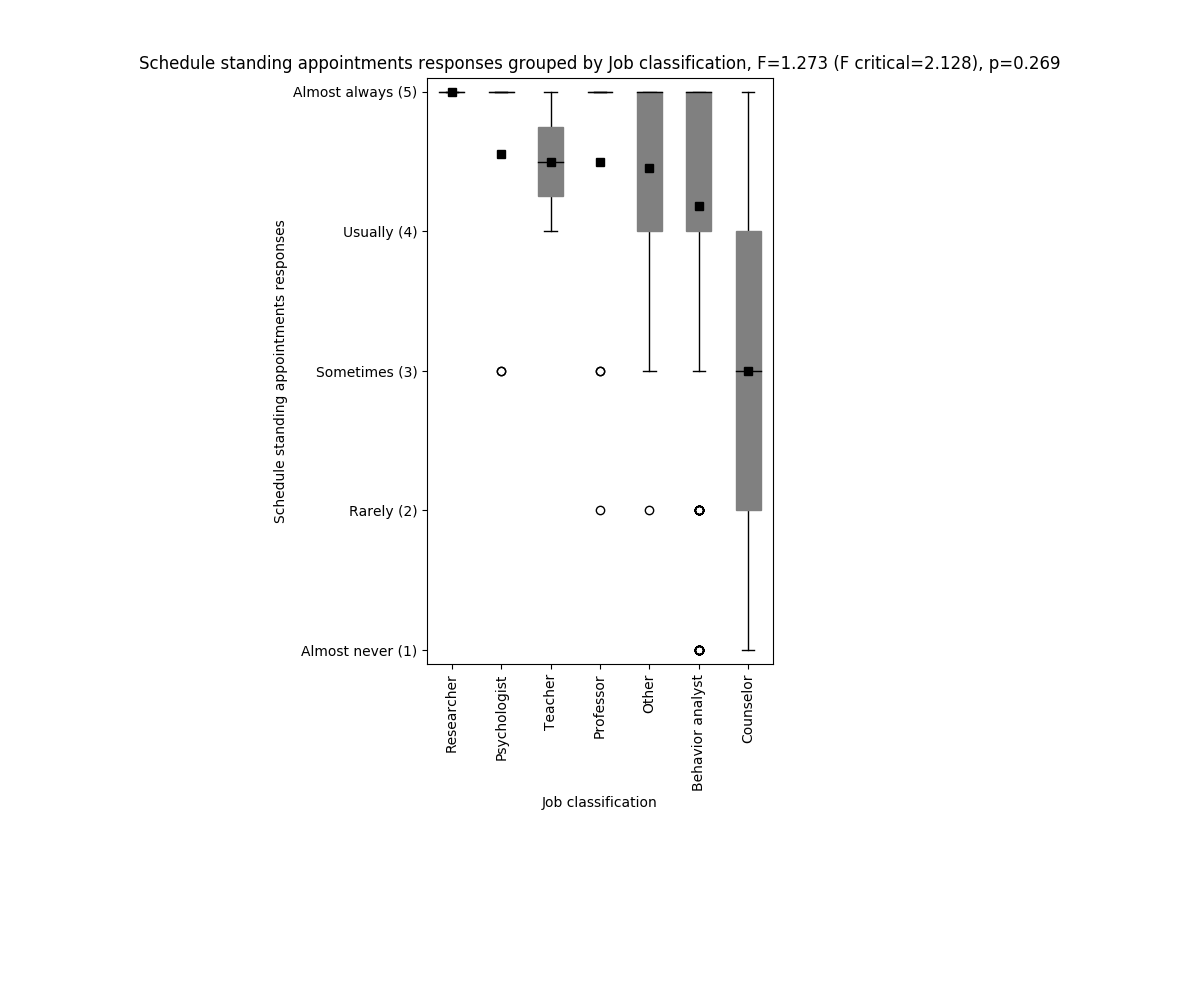 Schedule standing appointments responses grouped by Job classification, F=1.273 (F critical=2.128), p=0.269
Almost always (5)
Usually (4)
Sometimes (3)
Rarely (2)
Almost never (1)
Schedule standing appointments responses
Researcher
Psychologist
Teacher
Professor
Other
Behavior analyst
Counselor
Job classification